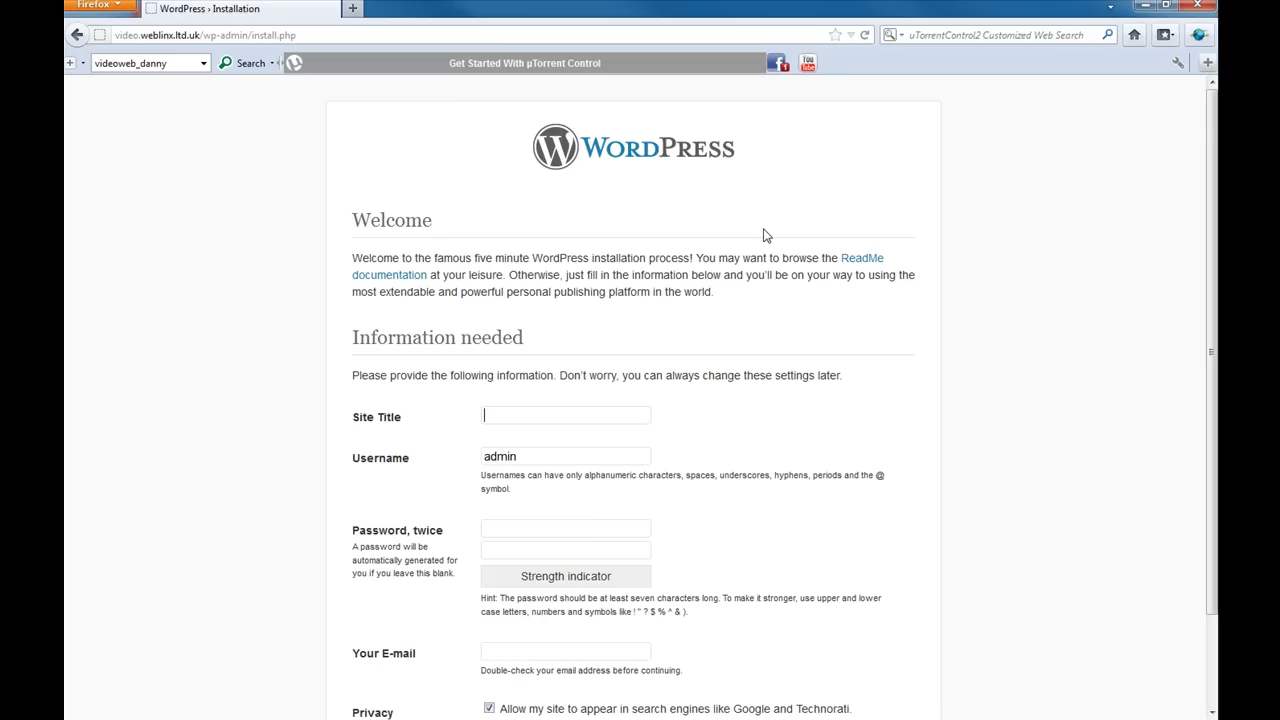 Firefox
WordPress › Installation
video.weblinx.ltd.uk/wp-admin/install.php
uTorrentControl2 Customized Web Search
videoweb_danny
Search
Get Started With µTorrent Control
You Tube
WORDPRESS
Welcome
Welcome to the famous five minute WordPress installation process! You may want to browse the ReadMe
documentation at your leisure. Otherwise, just fill in the information below and you'll be on your way to using the
most extendable and powerful personal publishing platform in the world.
Information needed
Please provide the following information. Don't worry, you can always change these settings later.
Site Title
Username
admin
Usernames can have only alphanumeric characters, spaces, underscores, hyphens, periods and the @
symbol.
Password, twice
A password will be
automatically generated for
you if you leave this blank.
Strength indicator
Hint: The password should be at least seven characters long. To make it stronger, use upper and lower
case letters, numbers and symbols like ! " ? $ % ^ & ).
Your E-mail
Double-check your email address before continuing.
Privacy
Allow my site to appear in search engines like Google and Technorati.